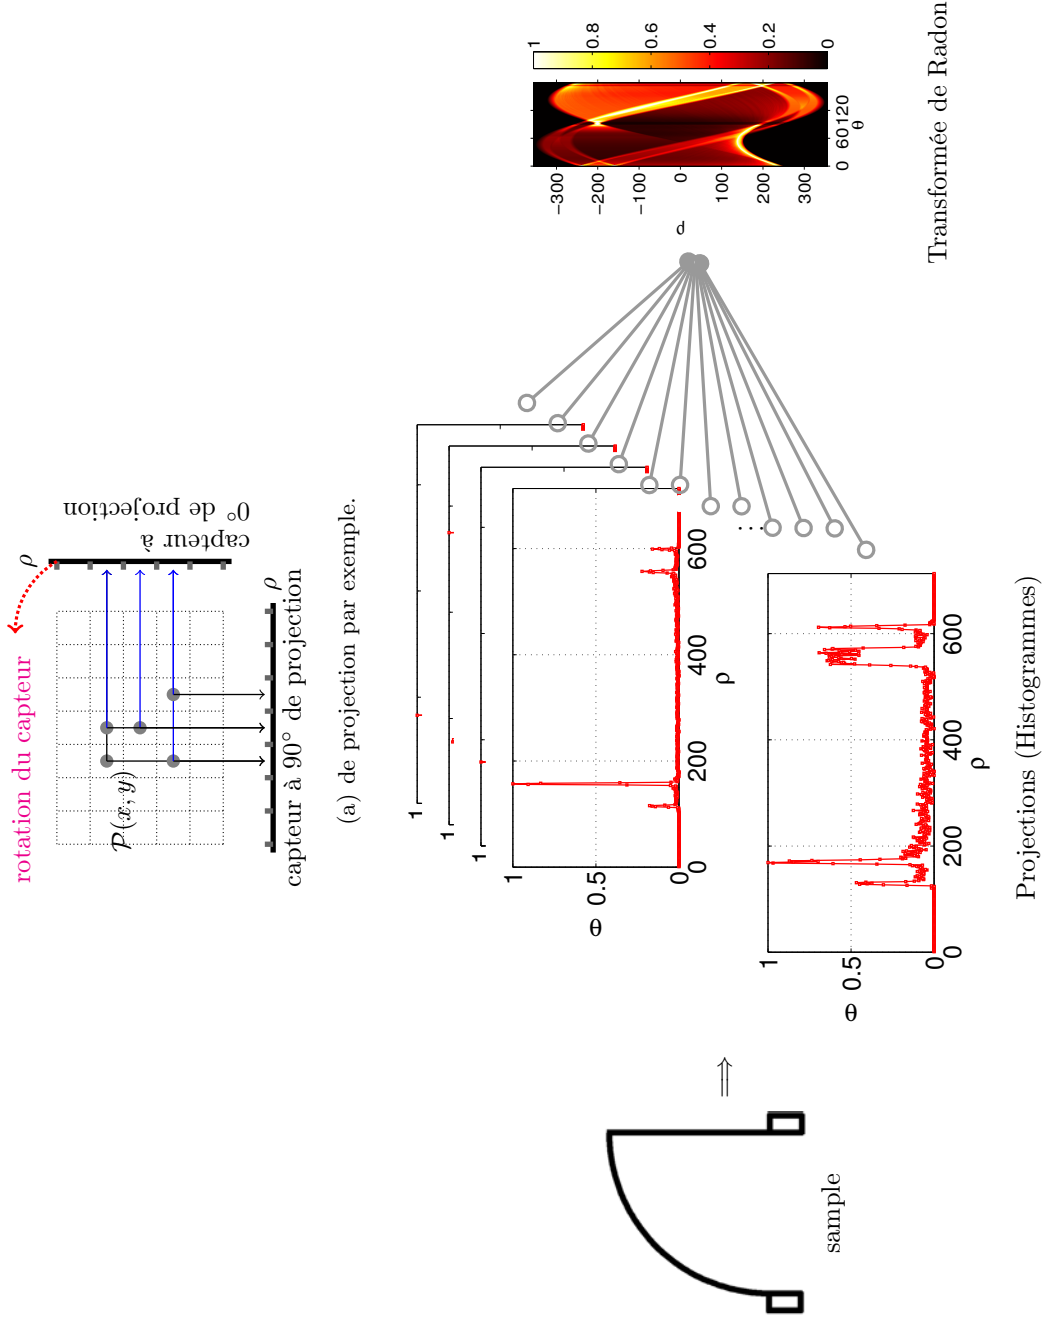 rotation du capteur
ρ
capteur à
0° de projection
P(x, y)
ρ
capteur à 90° de projection
(a) de projection par exemple.
1
1
1
1
0.5
0
θ
0
200
400
600
ρ
...
1
0.5
0
θ
0
200
400
600
ρ
Projections (Histogrammes)
⇒
sample
−300
−200
−100
0
100
200
300
ρ
0
60
120
θ
1
0.8
0.6
0.4
0.2
0
Transformée de Radon